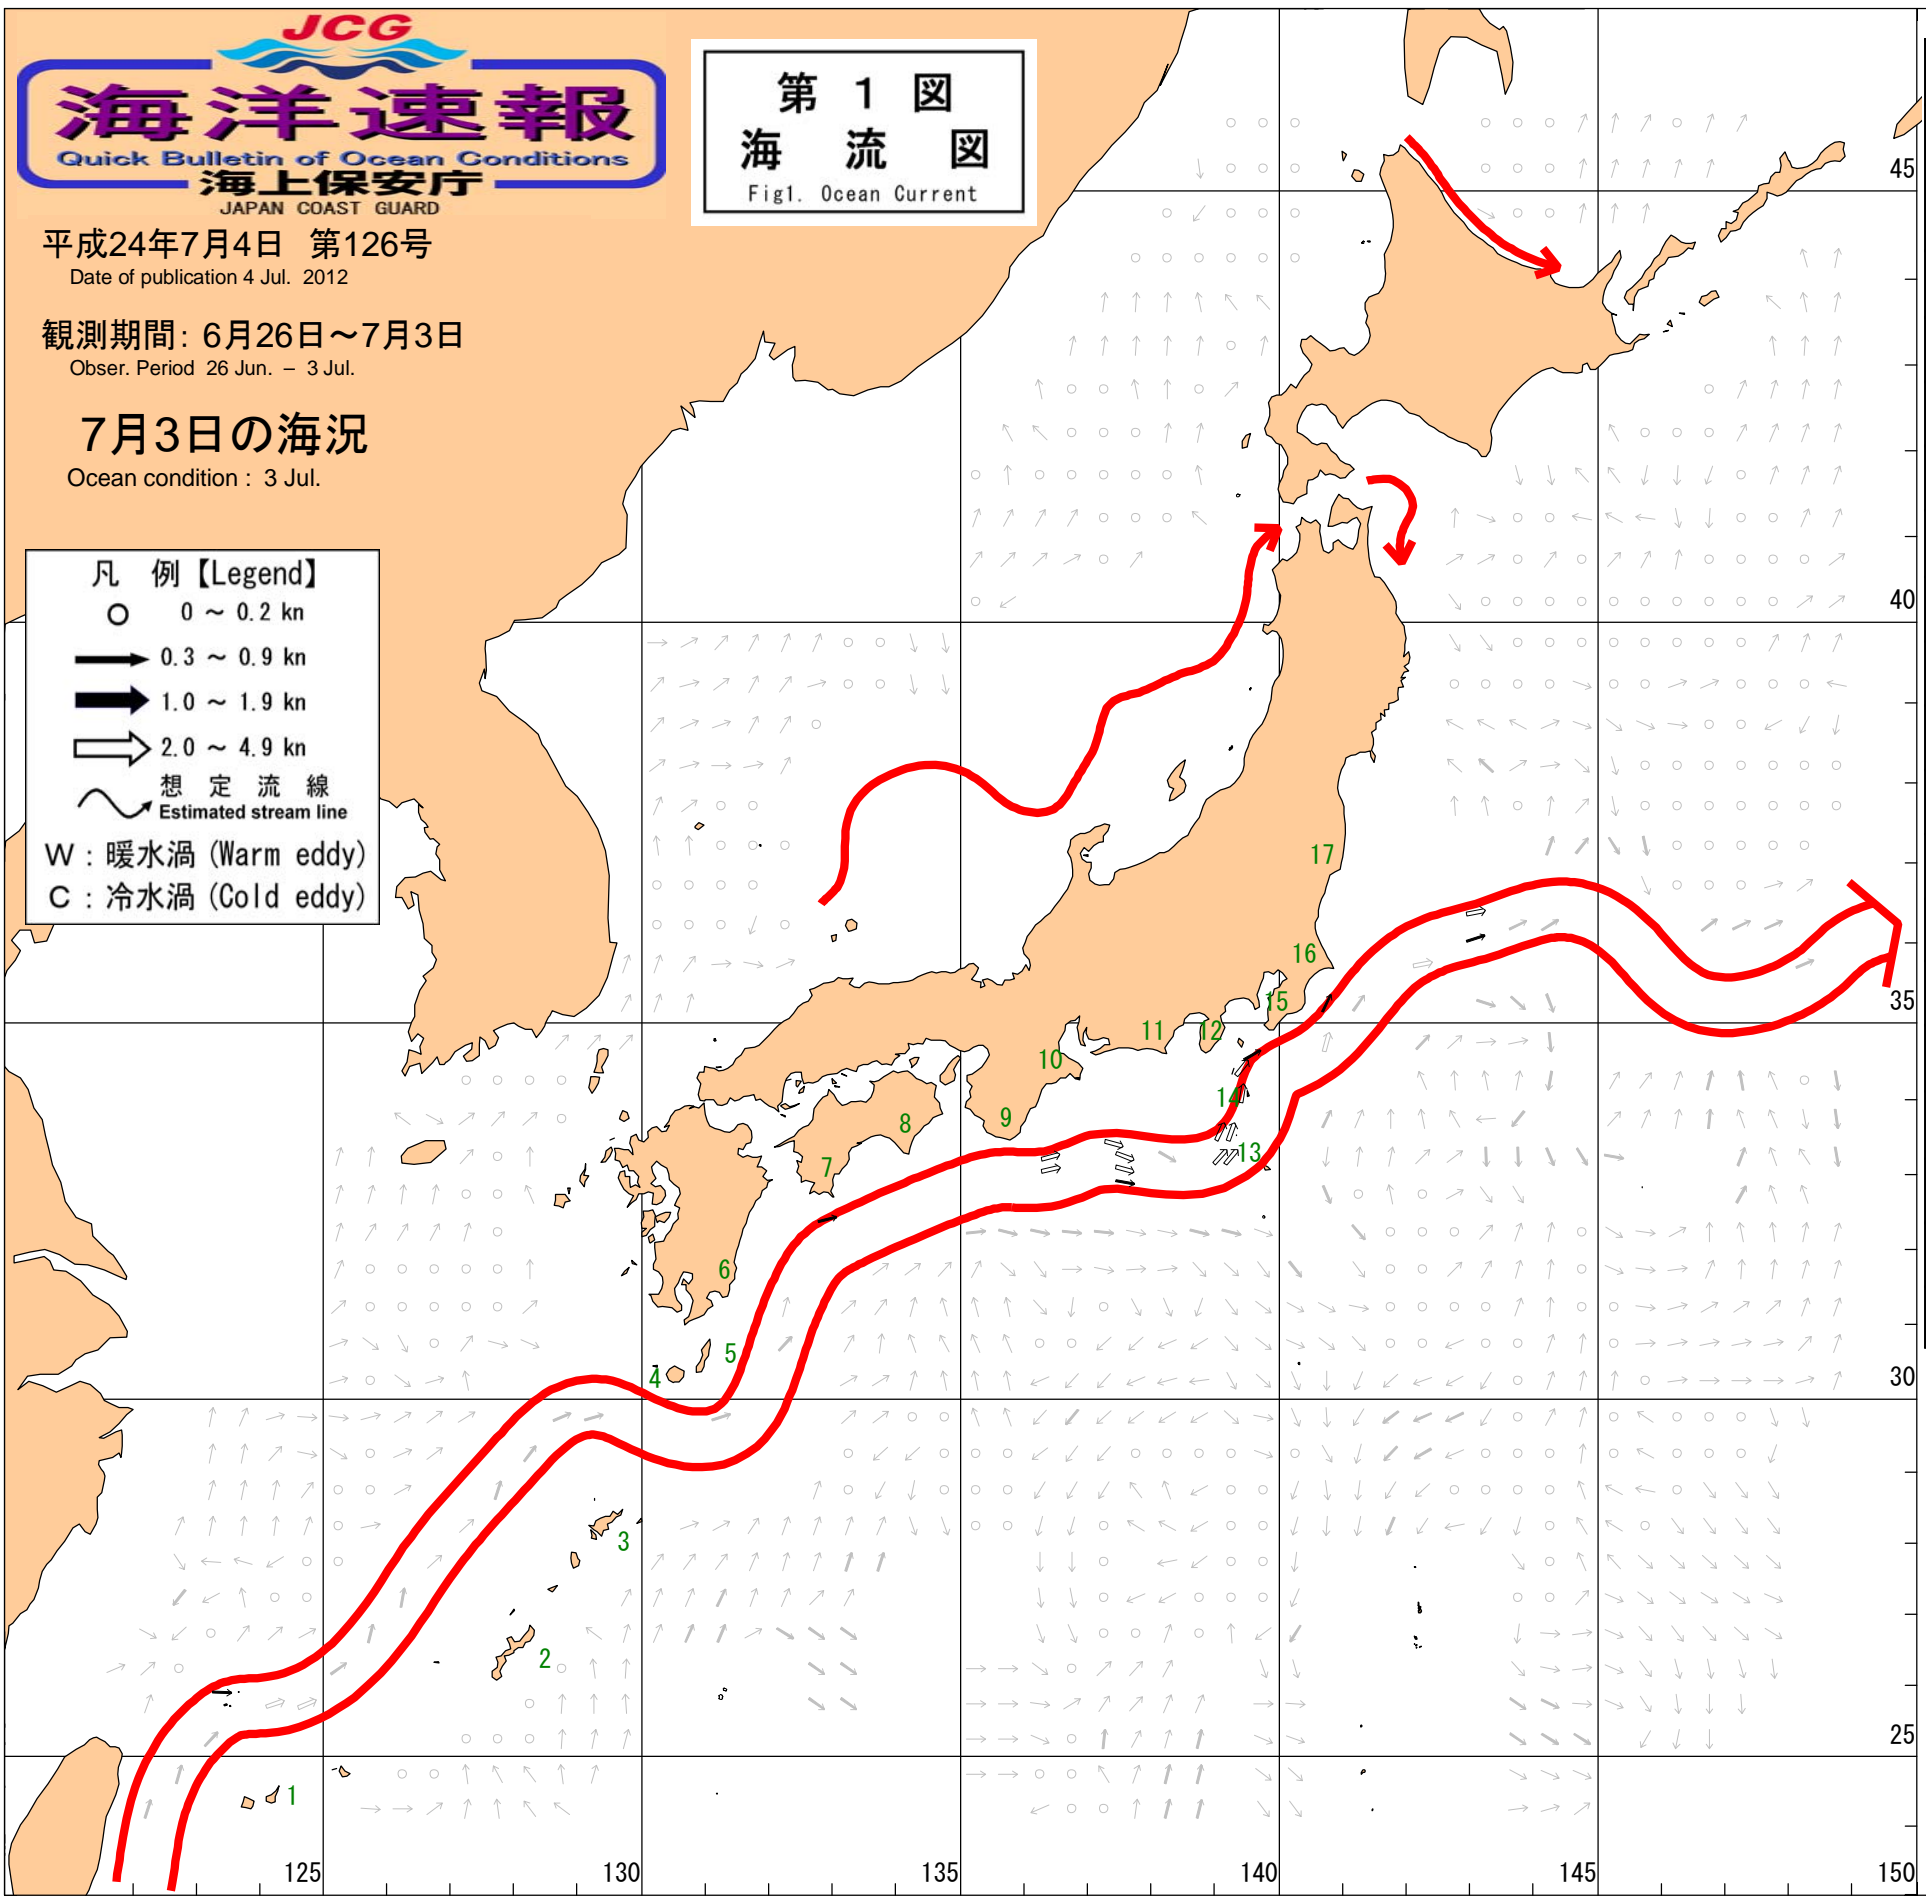 JCG
海洋速報
Quick Bulletin of Ocean Conditions
海上保安庁
JAPAN COAST GUARD
第 1 図
海 流 図
Fig1. Ocean Current
平成24年7月4日 第126号
Date of publication 4 Jul. 2012
観測期間: 6月26日～7月3日
Obser. Period 26 Jun. – 3 Jul.
7月3日の海況
Ocean condition : 3 Jul.
凡 例【Legend】
0 ～ 0.2 kn
0.3 ～ 0.9 kn
1.0 ～ 1.9 kn
2.0 ～ 4.9 kn
想 定 流 線
Estimated stream line
W : 暖水渦 (Warm eddy)
C : 冷水渦 (Cold eddy)
45
40
17
16
35
15
14
13
12
11
10
9
8
7
6
5
4
30
3
2
25
1
125
130
135
140
145
150